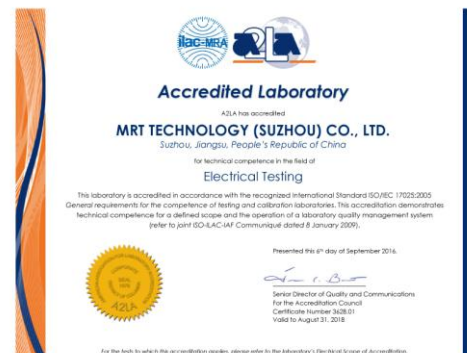 ilac-MRA
A2LA
Accredited Laboratory
A2LA has accredited
MRT TECHNOLOGY (SUZHOU) CO., LTD.
Suzhou, Jiangsu, People's Republic of China
for technical competence in the field of
Electrical Testing
This laboratory is accredited in accordance with the recognized International Standard ISO/IEC 17025:2005
General requirements for the competence of testing and calibration laboratories. This accreditation demonstrates
technical competence for a defined scope and the operation of a laboratory quality management system
(refer to joint ISO-ILAC-IAF Communiqué dated 8 January 2009).
Presented this 6th day of September 2016.
Senior Director of Quality and Communications
For the Accreditation Council
Certificate Number 3628.01
Valid to August 31, 2018
CORPORATE
SEAL
A2LA
For the tests to which this accreditation applies, please refer to the laboratory's Electrical Scope of Accreditation.